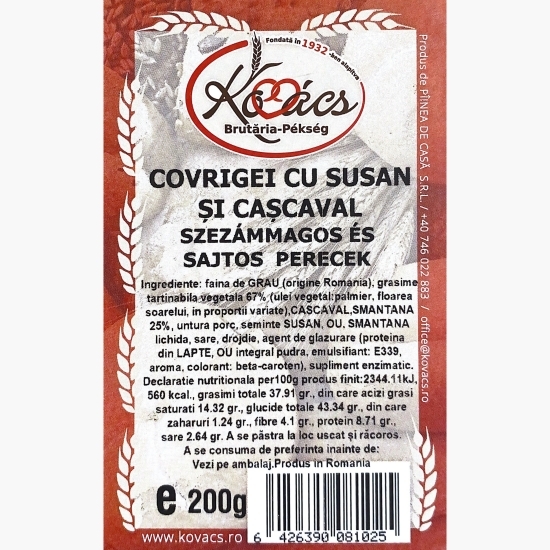 Fondată in 1932-ben alapítva
Kovács
Brutăria-Pékség
COVRIGEI CU SUSAN
ȘI CAȘCAVAL
SZEZÁMMAGOS ÉS
SAJTOS PERECEK
Ingrediente: faina de GRAU (origine Romania), grasime
tartinabila vegetala 67% (ulei vegetal:palmier, floarea
soarelui, in proportii variate),CASCAVAL,SMANTANA
25%, untura porc, seminte SUSAN, OU, SMANTANA
lichida, sare, drojdie, agent de glazurare (proteina
din LAPTE, OU integral pudra, emulsifiant: E339,
aroma, colorant: beta-caroten), supliment enzimatic.
Declaratie nutritionala per100g produs finit:2344.11kJ,
560 kcal., grasimi totale 37.91 gr., din care acizi grasi
saturati 14.32 gr., glucide totale 43.34 gr., din care
zaharuri 1.24 gr., fibre 4.1 gr., protein 8.71 gr.,
sare 2.64 gr. A se păstra la loc uscat și răcoros.
A se consuma de preferinta inainte de:
Vezi pe ambalaj.Produs in Romania
e 200g
6 426390 081025
www.kovacs.ro
Produs de PÎINEA DE CASĂ S.R.L. / +40 746 022 883 / office@kovacs.ro